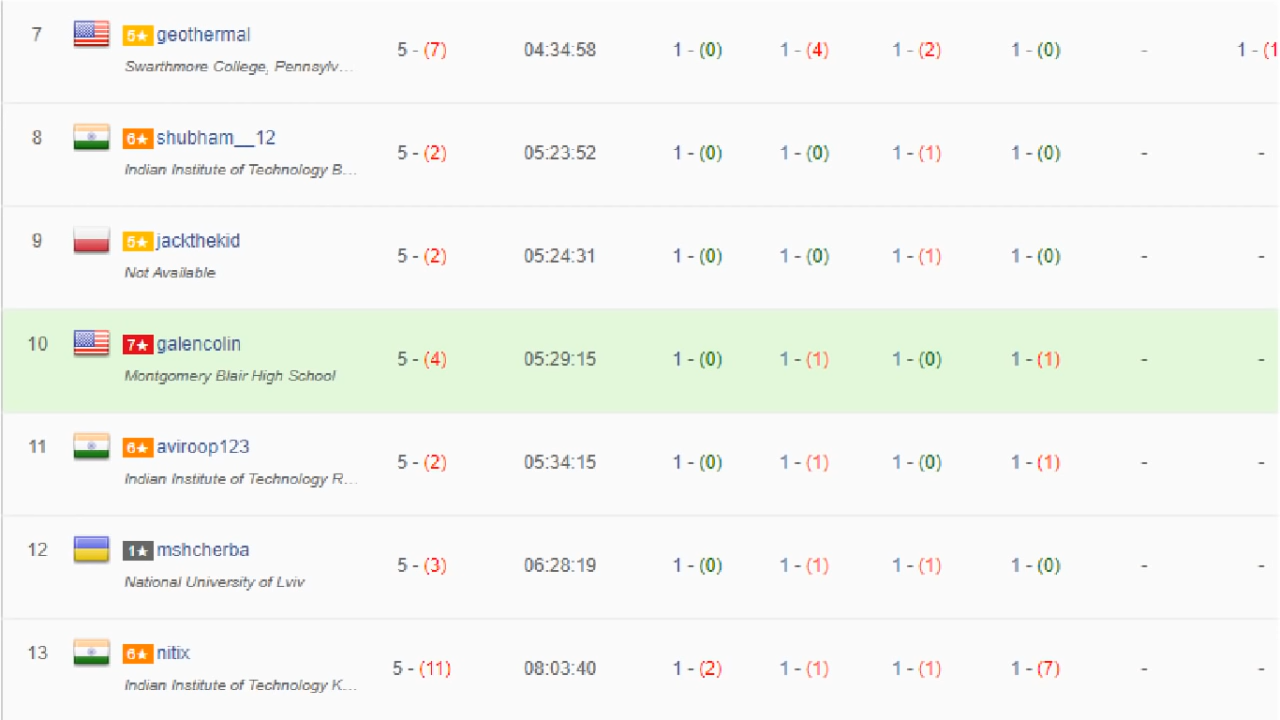 7 5★ geothermal 5 - (7) 04:34:58 1 - (0) 1 - (4) 1 - (2) 1 - (0) - 1 - (1
Swarthmore College, Pennsylv...
8 6★ shubham__12 5 - (2) 05:23:52 1 - (0) 1 - (0) 1 - (1) 1 - (0) - -
Indian Institute of Technology B...
9 5★ jackthekid 5 - (2) 05:24:31 1 - (0) 1 - (0) 1 - (1) 1 - (0) - -
Not Available
10 7★ galencolin 5 - (4) 05:29:15 1 - (0) 1 - (1) 1 - (0) 1 - (1) - -
Montgomery Blair High School
11 6★ aviroop123 5 - (2) 05:34:15 1 - (0) 1 - (1) 1 - (0) 1 - (1) - -
Indian Institute of Technology R...
12 1★ mshcherba 5 - (3) 06:28:19 1 - (0) 1 - (1) 1 - (1) 1 - (0) - -
National University of Lviv
13 6★ nitix 5 - (11) 08:03:40 1 - (2) 1 - (1) 1 - (1) 1 - (7) - -
Indian Institute of Technology K...